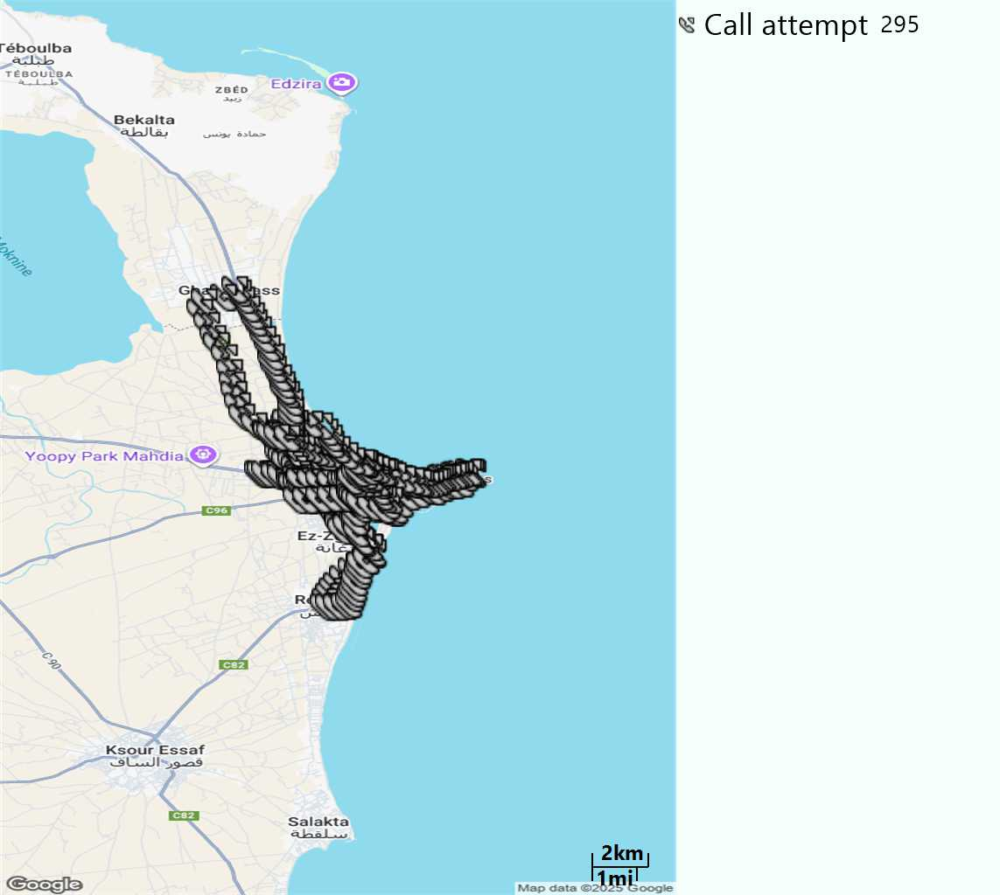 Call attempt 295
Téboulba
طبلبة
TÉBOULBA
طبلبة
Edzira
ZBÉD
زبيد
Bekalta
بقالطة
حمادة يونس
Moknine
Yoopy Park Mahdia
C96
C 90
C82
Ksour Essaf
قصور الساف
C82
Salakta
سلقطة
2km
1mi
Google
Map data ©2025 Google